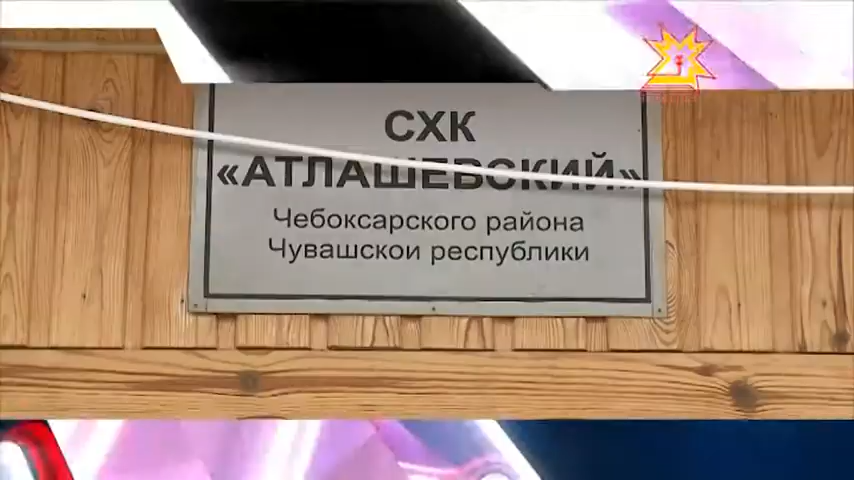 СХК
«АТЛАШЕВСКИЙ»
Чебоксарского района
Чувашской республики